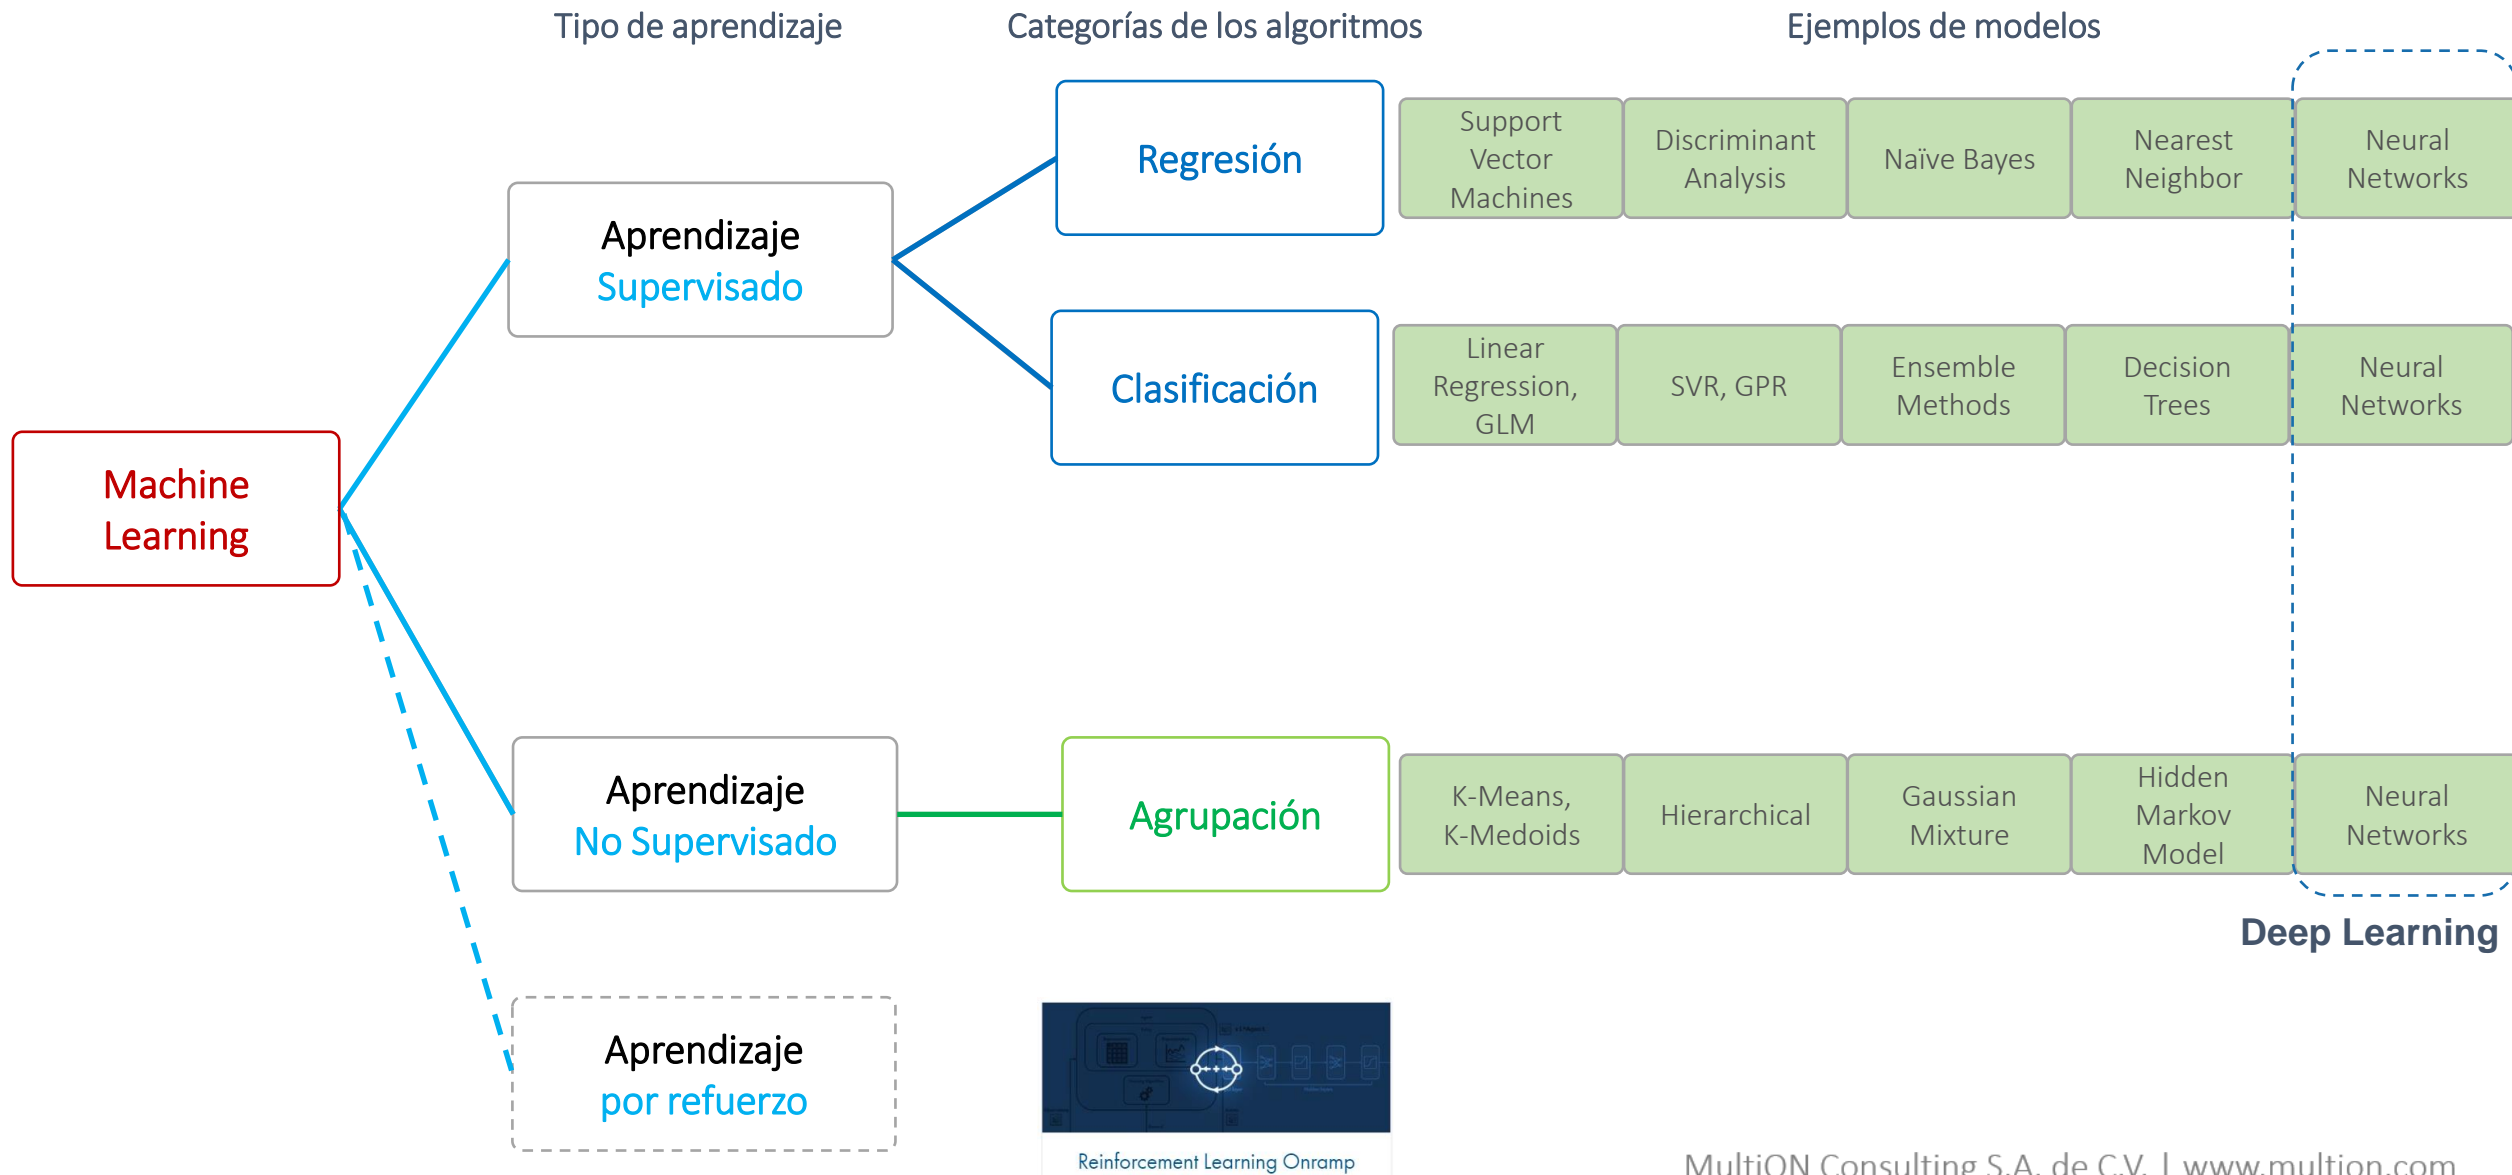 Tipo de aprendizaje
Categorías de los algoritmos
Ejemplos de modelos
Regresión
Support
Vector
Machines
Discriminant
Analysis
Naïve Bayes
Nearest
Neighbor
Neural
Networks
Aprendizaje
Supervisado
Clasificación
Linear
Regression,
GLM
SVR, GPR
Ensemble
Methods
Decision
Trees
Neural
Networks
Machine
Learning
Aprendizaje
No Supervisado
Agrupación
K-Means,
K-Medoids
Hierarchical
Gaussian
Mixture
Hidden
Markov
Model
Neural
Networks
Deep Learning
Aprendizaje
por refuerzo
Reinforcement Learning Onramp
MultiON Consulting S.A. de C.V. | www.multion.com